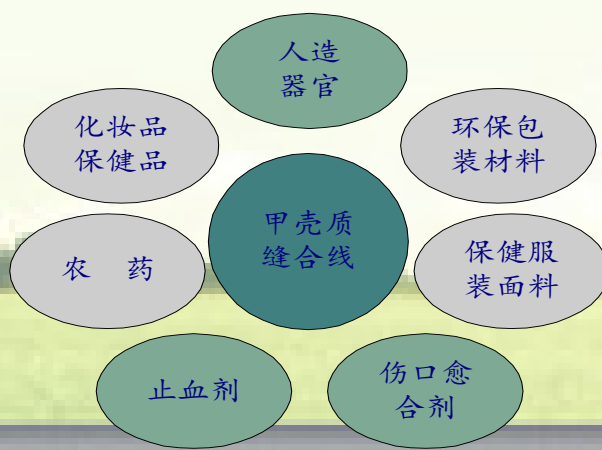 人造
器官
化妆品
保健品
环保包
装材料
甲壳质
缝合线
农 药
保健服
装面料
止血剂
伤口愈
合剂